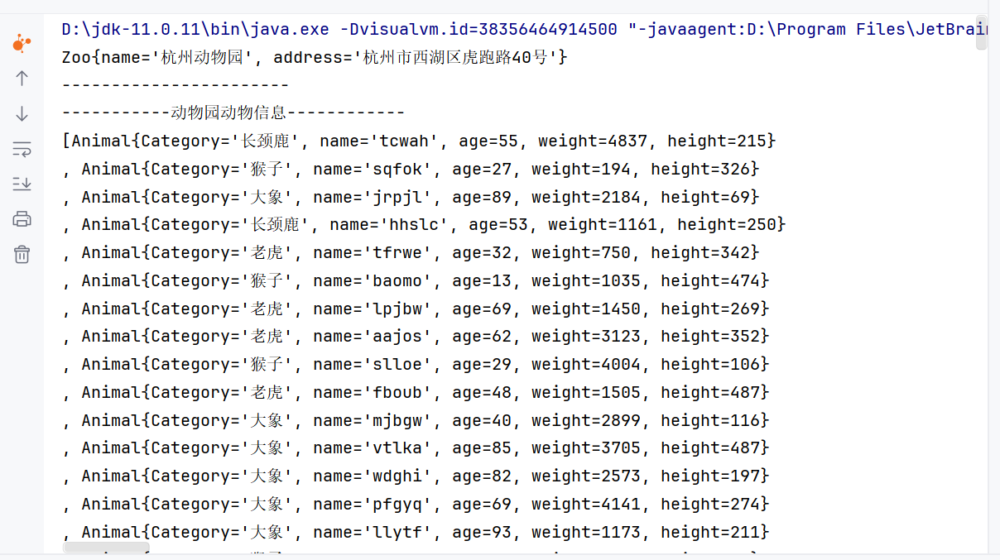 D:\jdk-11.0.11\bin\java.exe -Dvisualvm.id=38356464914500 "-javaagent:D:\Program Files\JetBrain
Zoo{name='杭州动物园', address='杭州市西湖区虎跑路40号'}
-----------------------
-----------动物园动物信息------------
[Animal{Category='长颈鹿', name='tcwah', age=55, weight=4837, height=215}
, Animal{Category='猴子', name='sqfok', age=27, weight=194, height=326}
, Animal{Category='大象', name='jrpjl', age=89, weight=2184, height=69}
, Animal{Category='长颈鹿', name='hhslc', age=53, weight=1161, height=250}
, Animal{Category='老虎', name='tfrwe', age=32, weight=750, height=342}
, Animal{Category='猴子', name='baomo', age=13, weight=1035, height=474}
, Animal{Category='老虎', name='lpjbw', age=69, weight=1450, height=269}
, Animal{Category='老虎', name='aajos', age=62, weight=3123, height=352}
, Animal{Category='猴子', name='slloe', age=29, weight=4004, height=106}
, Animal{Category='老虎', name='fboub', age=48, weight=1505, height=487}
, Animal{Category='大象', name='mjbgw', age=40, weight=2899, height=116}
, Animal{Category='大象', name='vtlka', age=85, weight=3705, height=487}
, Animal{Category='大象', name='wdghi', age=82, weight=2573, height=197}
, Animal{Category='大象', name='pfgyq', age=69, weight=4141, height=274}
, Animal{Category='大象', name='llytf', age=93, weight=1173, height=211}